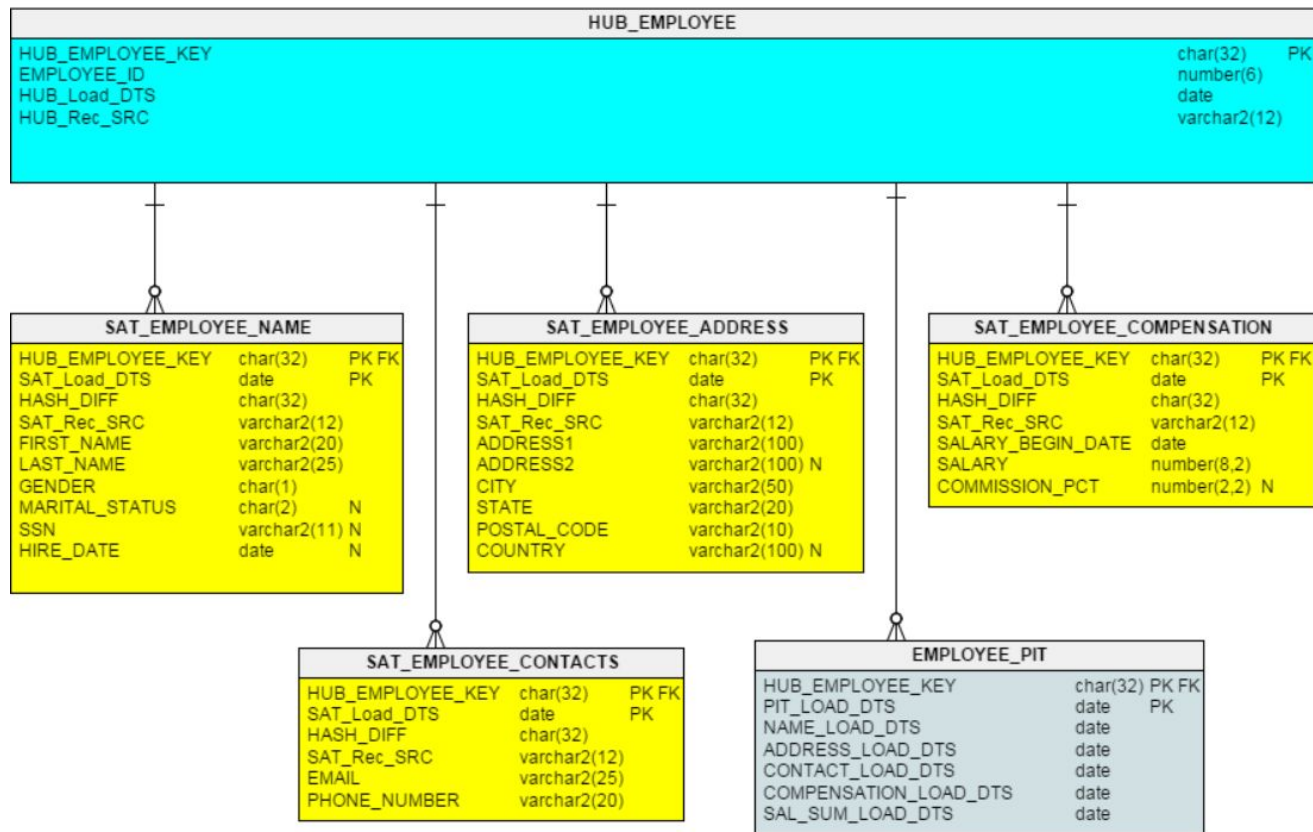 HUB_EMPLOYEE
HUB_EMPLOYEE_KEY char(32) PK
EMPLOYEE_ID number(6)
HUB_Load_DTS date
HUB_Rec_SRC varchar2(12)
SAT_EMPLOYEE_NAME
HUB_EMPLOYEE_KEY char(32) PK FK
SAT_Load_DTS date PK
HASH_DIFF char(32)
SAT_Rec_SRC varchar2(12)
FIRST_NAME varchar2(20)
LAST_NAME varchar2(25)
GENDER char(1)
MARITAL_STATUS char(2) N
SSN varchar2(11) N
HIRE_DATE date N
SAT_EMPLOYEE_ADDRESS
HUB_EMPLOYEE_KEY char(32) PK FK
SAT_Load_DTS date PK
HASH_DIFF char(32)
SAT_Rec_SRC varchar2(12)
ADDRESS1 varchar2(100)
ADDRESS2 varchar2(100) N
CITY varchar2(50)
STATE varchar2(20)
POSTAL_CODE varchar2(10)
COUNTRY varchar2(100) N
SAT_EMPLOYEE_COMPENSATION
HUB_EMPLOYEE_KEY char(32) PK FK
SAT_Load_DTS date PK
HASH_DIFF char(32)
SAT_Rec_SRC varchar2(12)
SALARY_BEGIN_DATE date
SALARY number(8,2)
COMMISSION_PCT number(2,2) N
SAT_EMPLOYEE_CONTACTS
HUB_EMPLOYEE_KEY char(32) PK FK
SAT_Load_DTS date PK
HASH_DIFF char(32)
SAT_Rec_SRC varchar2(12)
EMAIL varchar2(25)
PHONE_NUMBER varchar2(20)
EMPLOYEE_PIT
HUB_EMPLOYEE_KEY char(32) PK FK
PIT_LOAD_DTS date PK
NAME_LOAD_DTS date
ADDRESS_LOAD_DTS date
CONTACT_LOAD_DTS date
COMPENSATION_LOAD_DTS date
SAL_SUM_LOAD_DTS date